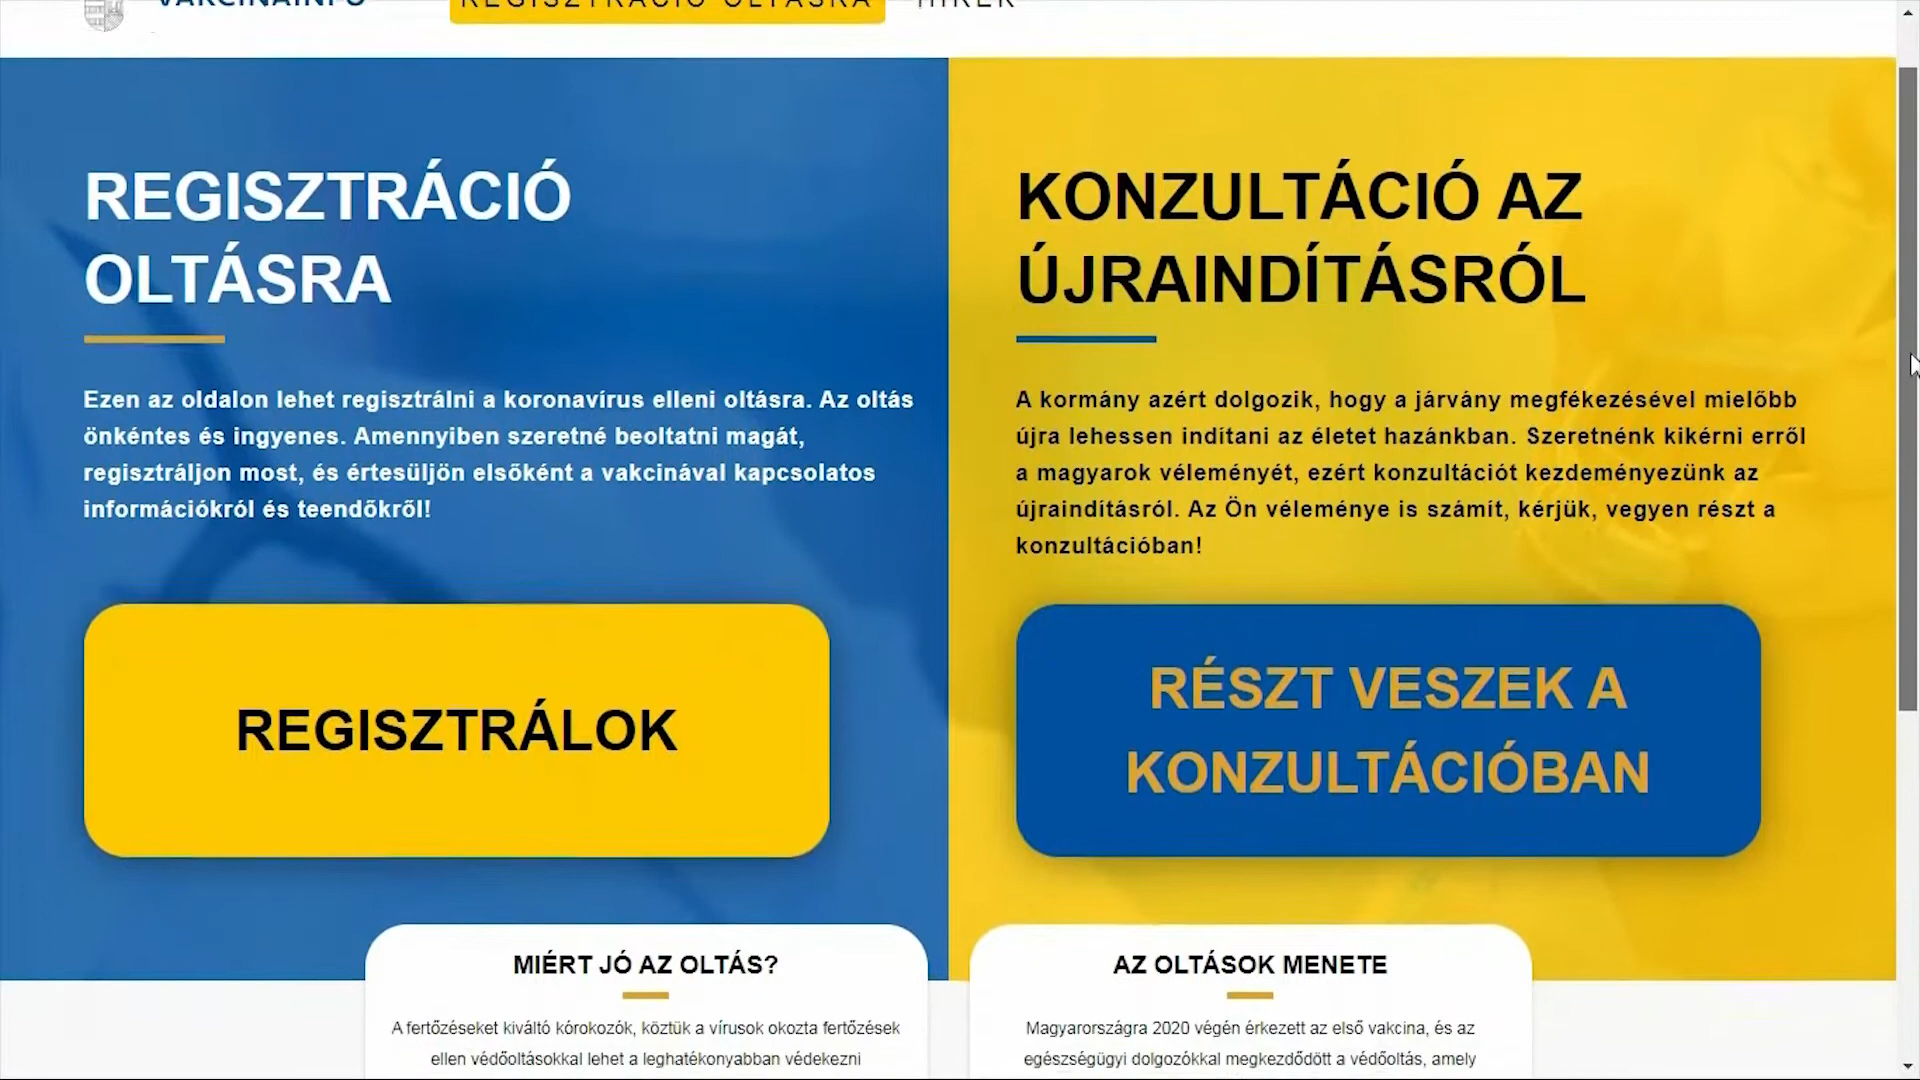 VAKCINAINFÓ
REGISZTRÁCIÓ OLTÁSRA
HÍREK
REGISZTRÁCIÓ
OLTÁSRA
Ezen az oldalon lehet regisztrálni a koronavírus elleni oltásra. Az oltás
önkéntes és ingyenes. Amennyiben szeretné beoltatni magát,
regisztráljon most, és értesüljön elsőként a vakcinával kapcsolatos
információkról és teendőkről!
REGISZTRÁLOK
KONZULTÁCIÓ AZ
ÚJRAINDÍTÁSRÓL
A kormány azért dolgozik, hogy a járvány megfékezésével mielőbb
újra lehessen indítani az életet hazánkban. Szeretnénk kikérni erről
a magyarok véleményét, ezért konzultációt kezdeményezünk az
újraindításról. Az Ön véleménye is számít, kérjük, vegyen részt a
konzultációban!
RÉSZT VESZEK A
KONZULTÁCIÓBAN
MIÉRT JÓ AZ OLTÁS?
A fertőzéseket kiváltó kórokozók, köztük a vírusok okozta fertőzések
ellen védőoltásokkal lehet a leghatékonyabban védekezni
AZ OLTÁSOK MENETE
Magyarországra 2020 végén érkezett az első vakcina, és az
egészségügyi dolgozókkal megkezdődött a védőoltás, amely